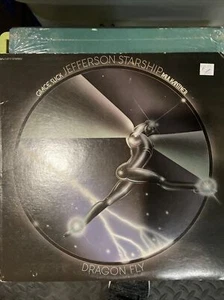 GRACE SLICK JEFFERSON STARSHIP PAUL KANTNER
DRAGON FLY